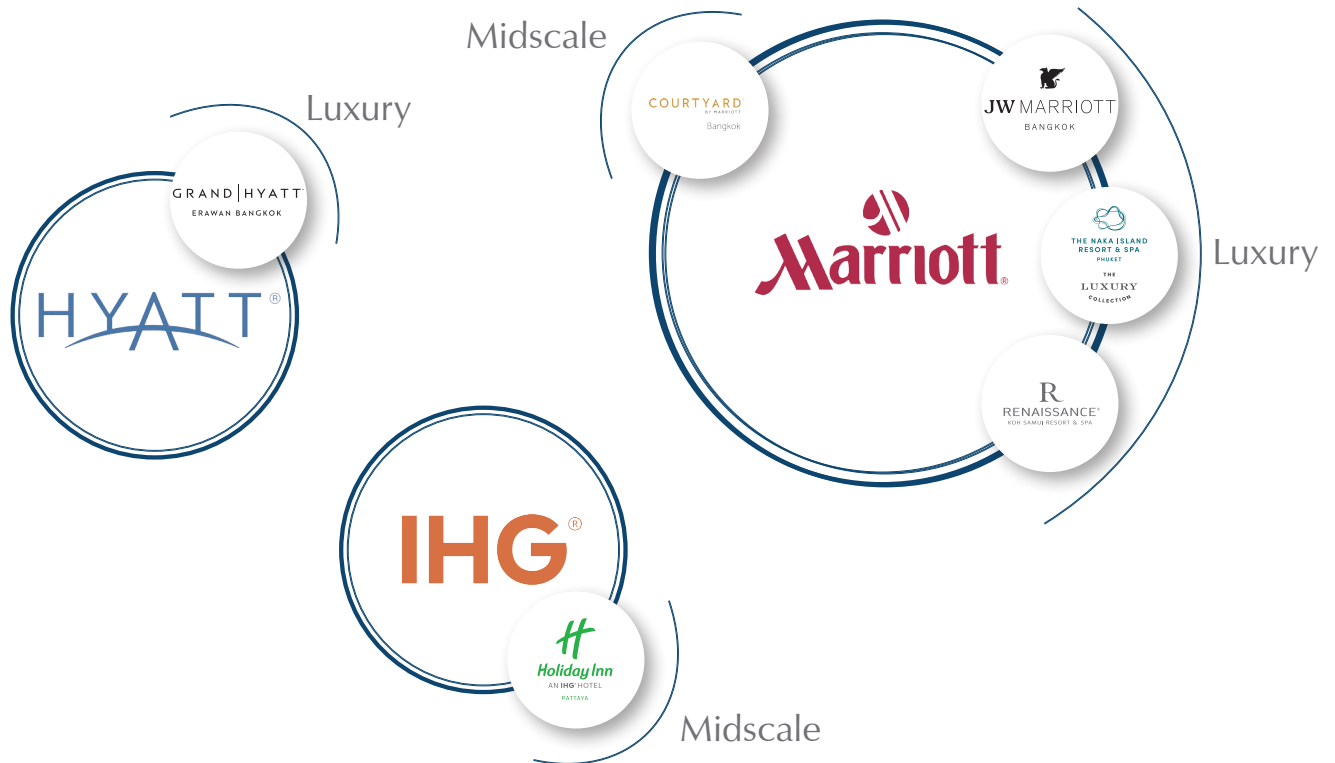 Midscale
COURTYARD®
BY MARRIOTT
Bangkok
JW MARRIOTT
BANGKOK
Luxury
GRAND|HYATT®
ERAWAN BANGKOK
Marriott®
THE NAKA ISLAND
RESORT & SPA
PHUKET
THE
LUXURY
COLLECTION
Luxury
HYATT®
R
RENAISSANCE®
KOH SAMUI RESORT & SPA
IHG®
H
Holiday Inn
AN IHG® HOTEL
PATTAYA
Midscale